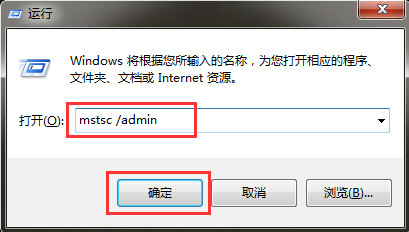 运行
Windows 将根据您所输入的名称，为您打开相应的程序、
文件夹、文档或 Internet 资源。
打开(O): mstsc /admin
确定 取消 浏览(B)...